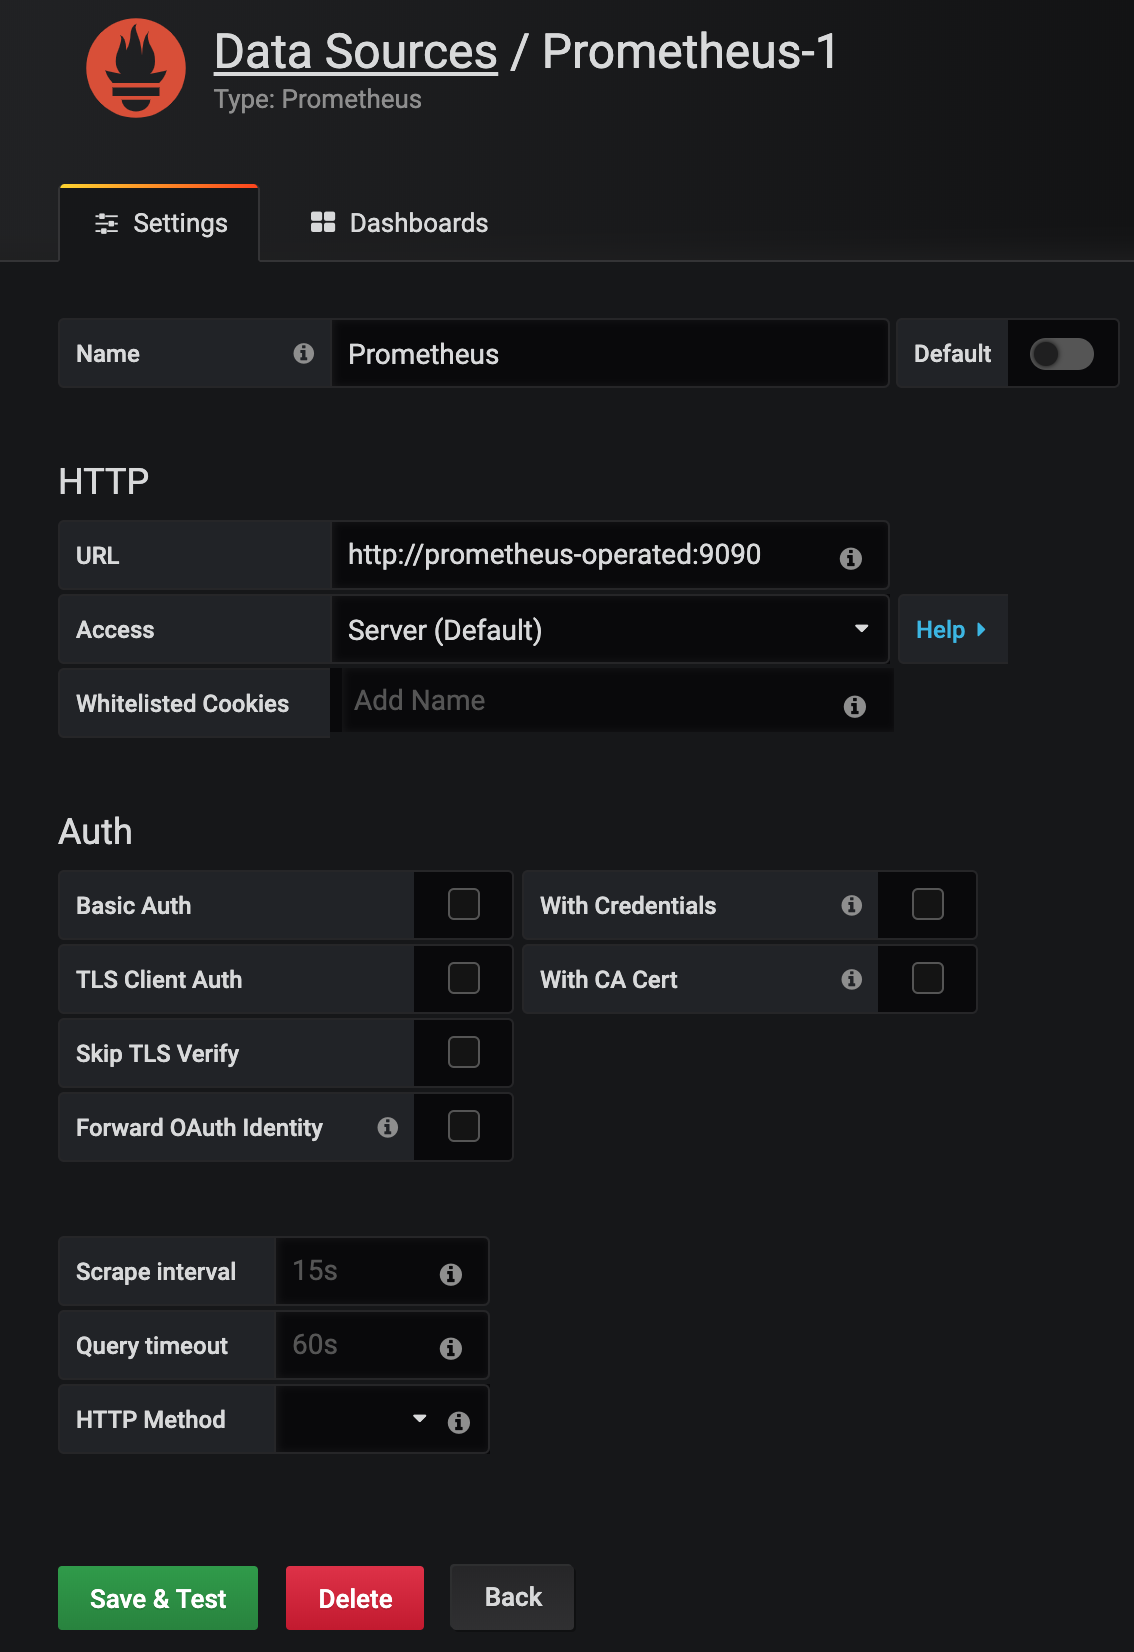 Data Sources / Prometheus-1
Type: Prometheus
Settings
Dashboards
Name
Prometheus
Default
HTTP
URL
http://prometheus-operated:9090
Access
Server (Default)
Help
Whitelisted Cookies
Add Name
Auth
Basic Auth
With Credentials
TLS Client Auth
With CA Cert
Skip TLS Verify
Forward OAuth Identity
Scrape interval
15s
Query timeout
60s
HTTP Method
Save & Test
Delete
Back